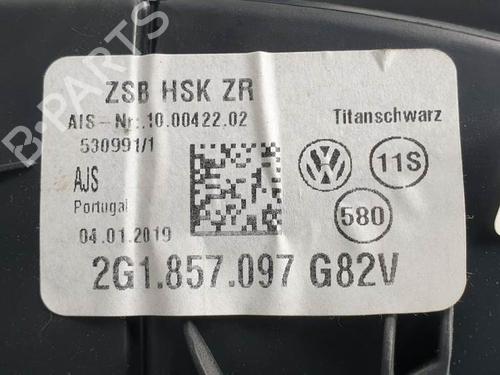 B-PARTS
ZSB HSK ZR
AIS-Nr.:10.00422.02
530991/1
Titanschwarz
AJS
Portugal
VW
11S
580
04.01.2019
2G1.857.097 G82V